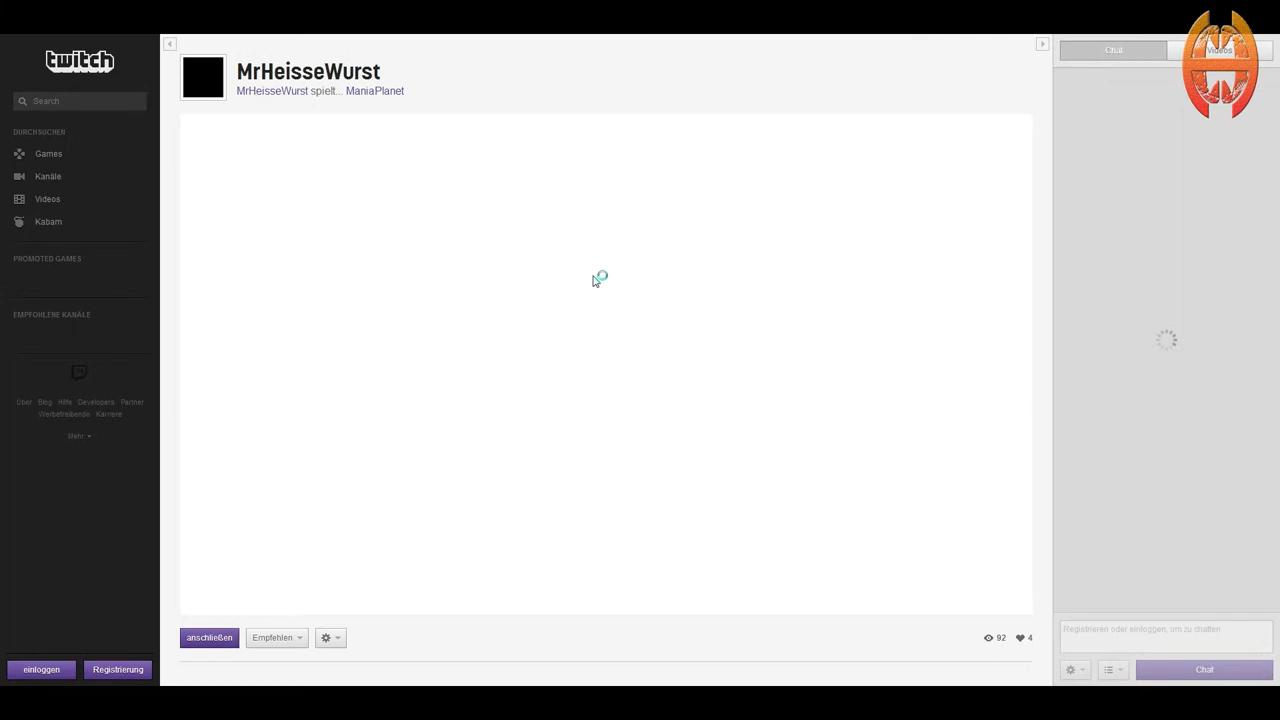 twitch
Search
DURCHSUCHEN
Games
Kanäle
Videos
Kabam
PROMOTED GAMES
EMPFOHLENE KANÄLE
Über Blog Hilfe Developers Partner
Werbetreibende Karriere
Mehr
einloggen Registrierung
MrHeisseWurst
MrHeisseWurst spielt... ManiaPlanet
anschließen Empfehlen
92 4
Chat Videos
Registrieren oder einloggen, um zu chatten
Chat